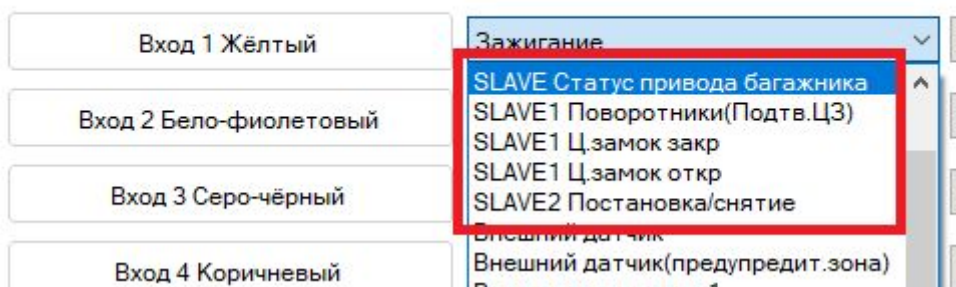 Вход 1 Жёлтый
Зажигание
SLAVE Статус привода багажника
SLAVE1 Поворотники(Подтв.ЦЗ)
Вход 2 Бело-фиолетовый
SLAVE1 Ц.замок закр
SLAVE1 Ц.замок откр
Вход 3 Серо-чёрный
SLAVE2 Постановка/снятие
Внешний датчик
Внешний датчик(предупредит.зона)
Вход 4 Коричневый